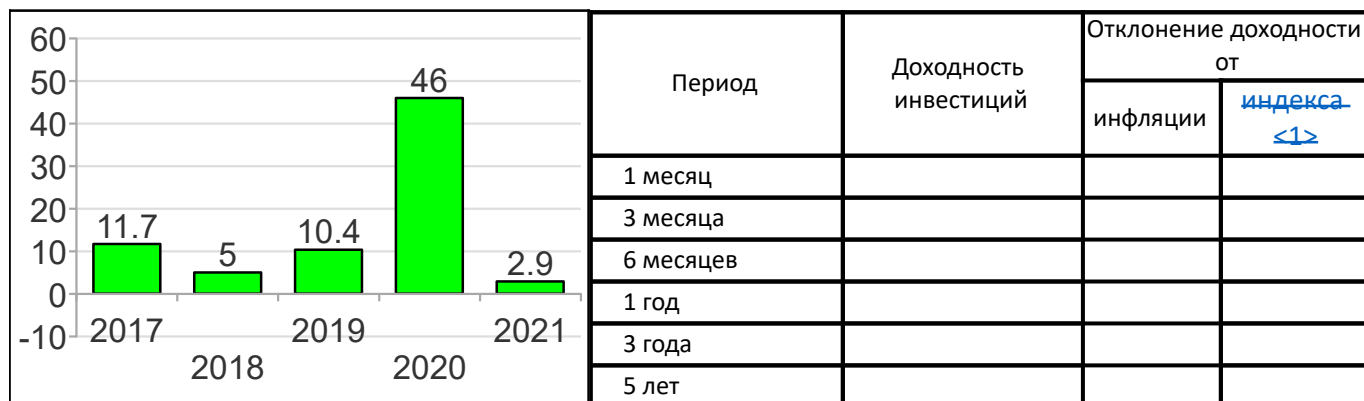 60
50
40
30
20
10
0
-10
11.7
5
10.4
46
2.9
2017
2018
2019
2020
2021
Период
Доходность
инвестиций
Отклонение доходности
от
инфляции
индекса
<1>
1 месяц
3 месяца
6 месяцев
1 год
3 года
5 лет